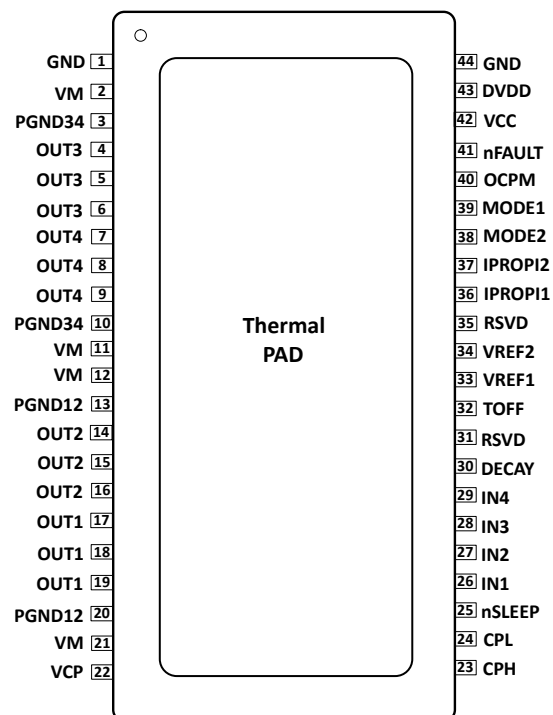 GND 1
VM 2
PGND34 3
OUT3 4
OUT3 5
OUT3 6
OUT4 7
OUT4 8
OUT4 9
PGND34 10
VM 11
VM 12
PGND12 13
OUT2 14
OUT2 15
OUT2 16
OUT1 17
OUT1 18
OUT1 19
PGND12 20
VM 21
VCP 22
Thermal
PAD
44 GND
43 DVDD
42 VCC
41 nFAULT
40 OCPM
39 MODE1
38 MODE2
37 IPROPI2
36 IPROPI1
35 RSVD
34 VREF2
33 VREF1
32 TOFF
31 RSVD
30 DECAY
29 IN4
28 IN3
27 IN2
26 IN1
25 nSLEEP
24 CPL
23 CPH